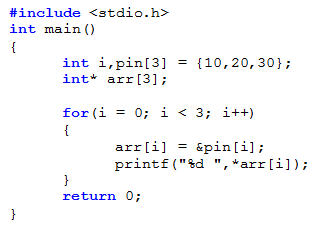 #include <stdio.h>
int main()
{
int i,pin[3] = {10,20,30};
int* arr[3];
for(i = 0; i < 3; i++)
{
arr[i] = &pin[i];
printf("%d ",*arr[i]);
}
return 0;
}